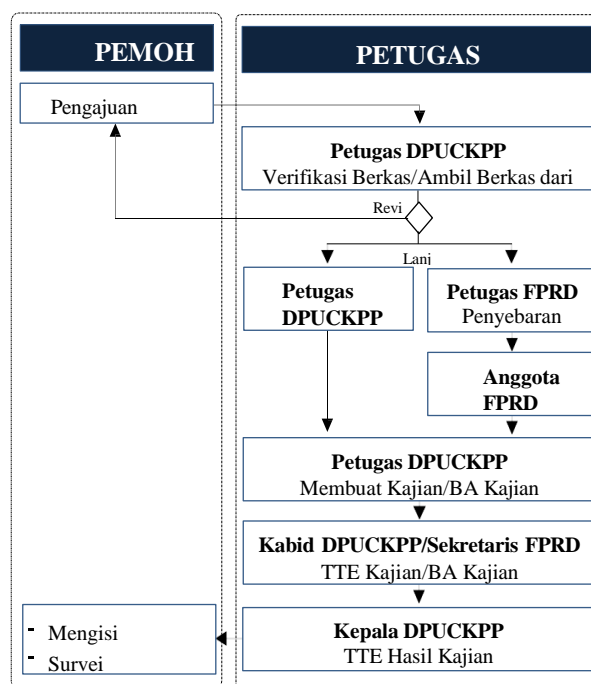 PEMOH
PETUGAS
Pengajuan
Petugas DPUCKPP
Verifikasi Berkas/Ambil Berkas dari
Revi
Lanj
Petugas
DPUCKPP
Petugas FPRD
Penyebaran
Anggota
FPRD
Petugas DPUCKPP
Membuat Kajian/BA Kajian
Kabid DPUCKPP/Sekretaris FPRD
TTE Kajian/BA Kajian
Kepala DPUCKPP
TTE Hasil Kajian
- Mengisi
- Survei